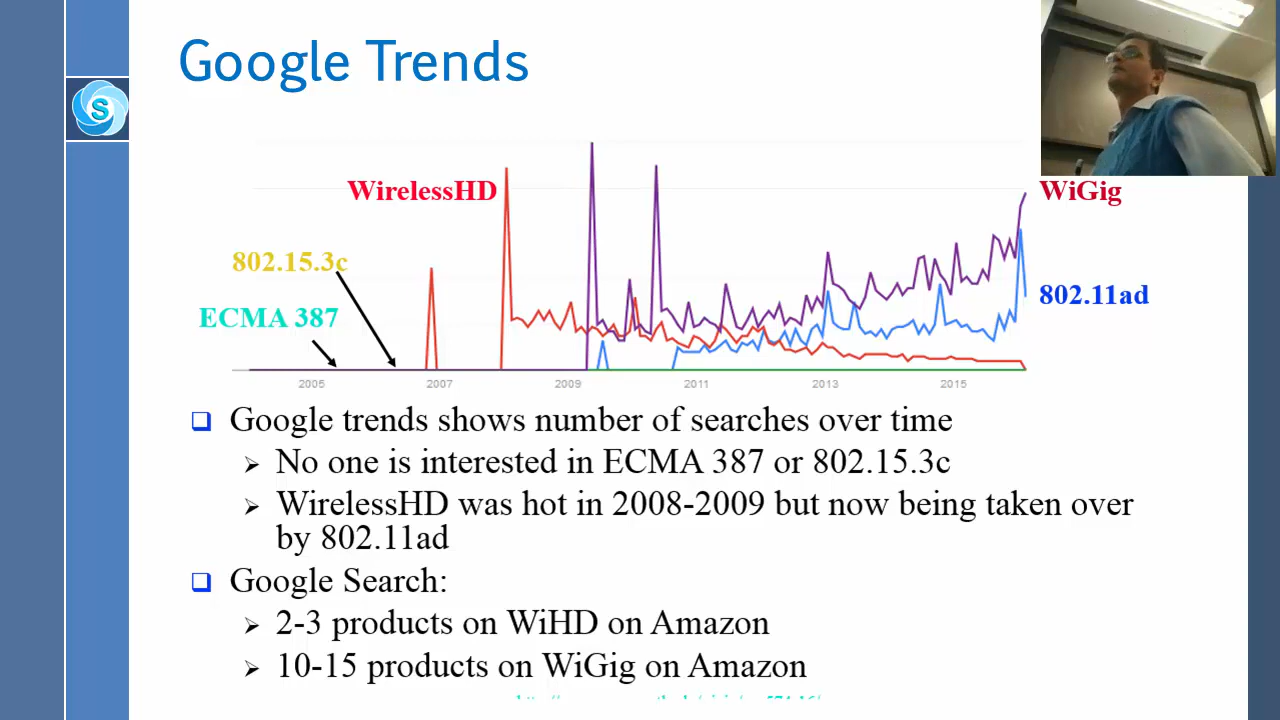 Google Trends
S
WirelessHD
WiGig
802.15.3c
802.11ad
ECMA 387
2005 2007 2009 2011 2013 2015
Google trends shows number of searches over time
No one is interested in ECMA 387 or 802.15.3c
WirelessHD was hot in 2008-2009 but now being taken over
by 802.11ad
Google Search:
2-3 products on WiHD on Amazon
10-15 products on WiGig on Amazon